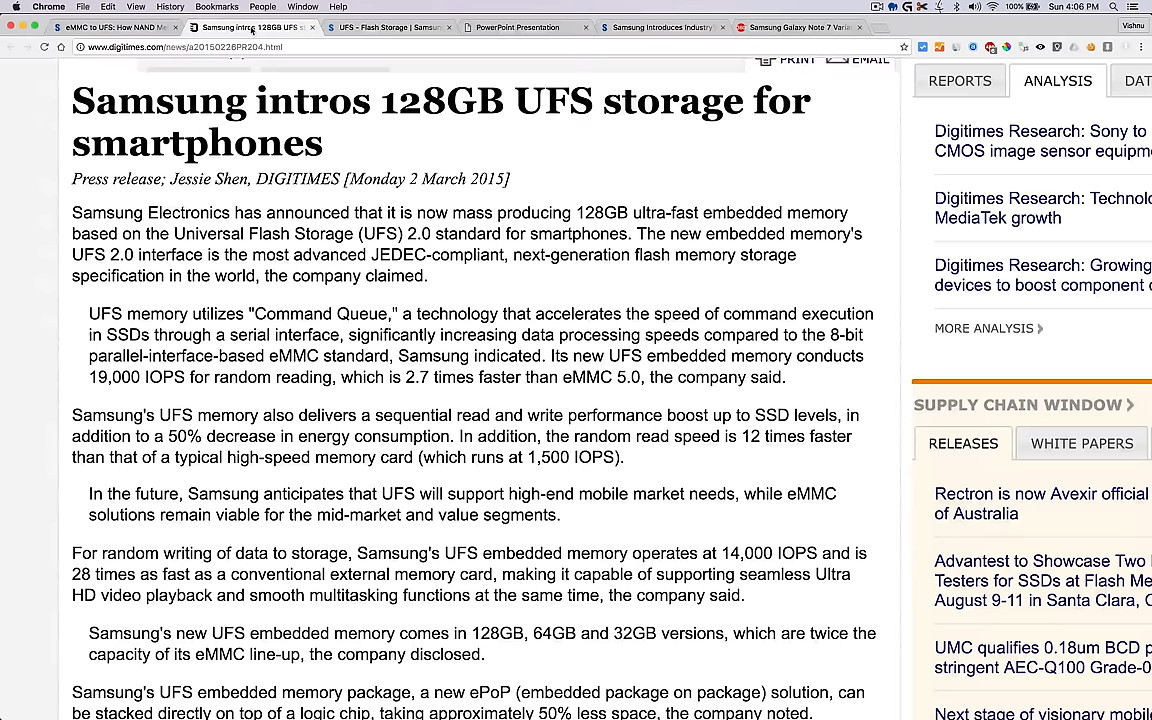 Chrome File Edit View History Bookmarks People Window Help 100% Sun 4:06 PM
eMMC to UFS: How NAND Me Samsung intros 128GB UFS s UFS - Flash Storage | Samsun PowerPoint Presentation Samsung Introduces Industry' Samsung Galaxy Note 7 Varia Vishnu
www.digitimes.com/news/a20150226PR204.html
PRINT EMAIL
Samsung intros 128GB UFS storage for
smartphones
Press release; Jessie Shen, DIGITIMES [Monday 2 March 2015]
Samsung Electronics has announced that it is now mass producing 128GB ultra-fast embedded memory
based on the Universal Flash Storage (UFS) 2.0 standard for smartphones. The new embedded memory's
UFS 2.0 interface is the most advanced JEDEC-compliant, next-generation flash memory storage
specification in the world, the company claimed.
UFS memory utilizes "Command Queue," a technology that accelerates the speed of command execution
in SSDs through a serial interface, significantly increasing data processing speeds compared to the 8-bit
parallel-interface-based eMMC standard, Samsung indicated. Its new UFS embedded memory conducts
19,000 IOPS for random reading, which is 2.7 times faster than eMMC 5.0, the company said.
Samsung's UFS memory also delivers a sequential read and write performance boost up to SSD levels, in
addition to a 50% decrease in energy consumption. In addition, the random read speed is 12 times faster
than that of a typical high-speed memory card (which runs at 1,500 IOPS).
In the future, Samsung anticipates that UFS will support high-end mobile market needs, while eMMC
solutions remain viable for the mid-market and value segments.
For random writing of data to storage, Samsung's UFS embedded memory operates at 14,000 IOPS and is
28 times as fast as a conventional external memory card, making it capable of supporting seamless Ultra
HD video playback and smooth multitasking functions at the same time, the company said.
Samsung's new UFS embedded memory comes in 128GB, 64GB and 32GB versions, which are twice the
capacity of its eMMC line-up, the company disclosed.
Samsung's UFS embedded memory package, a new ePoP (embedded package on package) solution, can
be stacked directly on top of a logic chip, taking approximately 50% less space, the company noted.
REPORTS ANALYSIS DAT
Digitimes Research: Sony to
CMOS image sensor equipm
Digitimes Research: Technolo
MediaTek growth
Digitimes Research: Growing
devices to boost component
MORE ANALYSIS
SUPPLY CHAIN WINDOW
RELEASES WHITE PAPERS
Rectron is now Avexir official
of Australia
Advantest to Showcase Two
Testers for SSDs at Flash Me
August 9-11 in Santa Clara, C
UMC qualifies 0.18um BCD p
stringent AEC-Q100 Grade-0
Next stage of visionary mobil